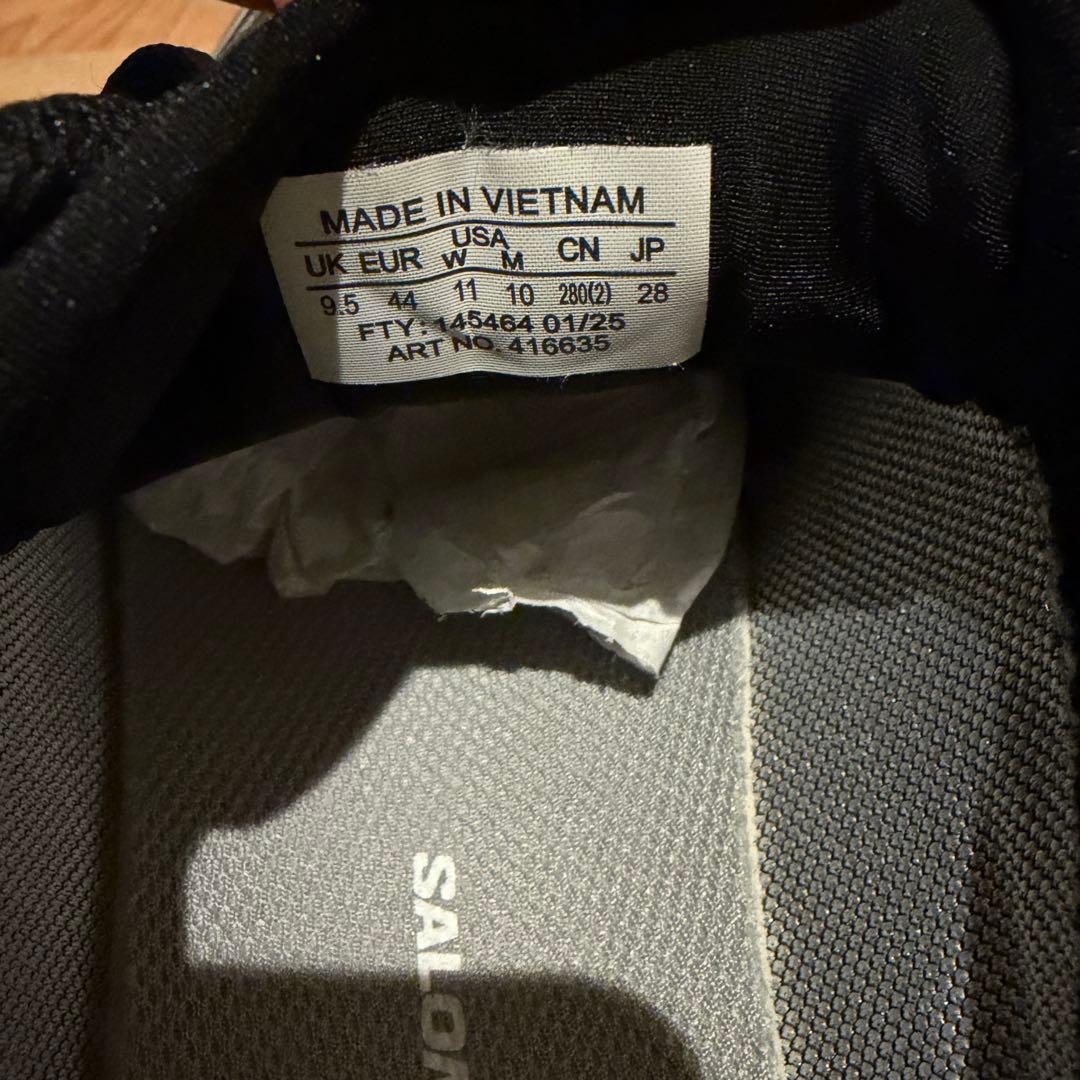 MADE IN VIETNAM
UK EUR USA W M CN JP
9.5 44 11 10 280(2) 28
FTY: 145464 01/25
ART NO. 416635
SALOM